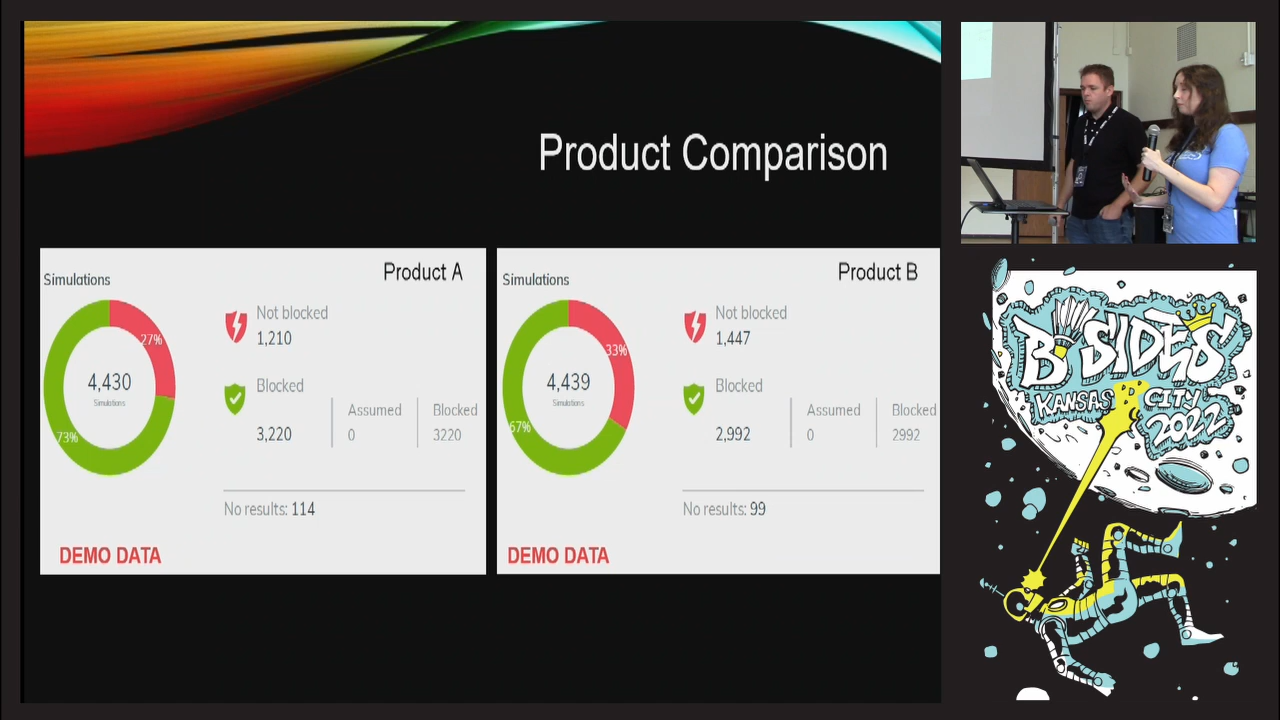 Product Comparison
Product A
Simulations
27%
Not blocked
1,210
4,430
Simulations
Blocked
3,220
Assumed
0
Blocked
3220
73%
No results: 114
DEMO DATA
Product B
Simulations
33%
Not blocked
1,447
4,439
Simulations
Blocked
2,992
Assumed
0
Blocked
2992
67%
No results: 99
DEMO DATA
BSIDES
KANSAS CITY
2022